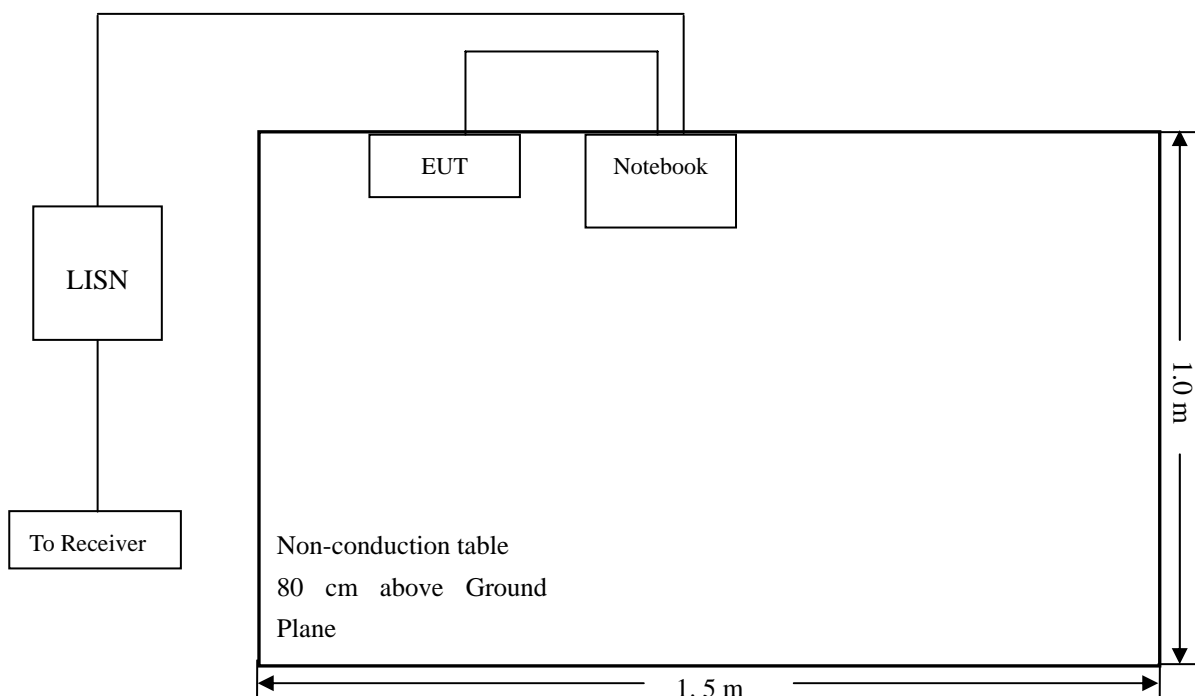 EUT
Notebook
LISN
1.0 m
To Receiver
Non-conduction table
80 cm above Ground
Plane
1. 5 m